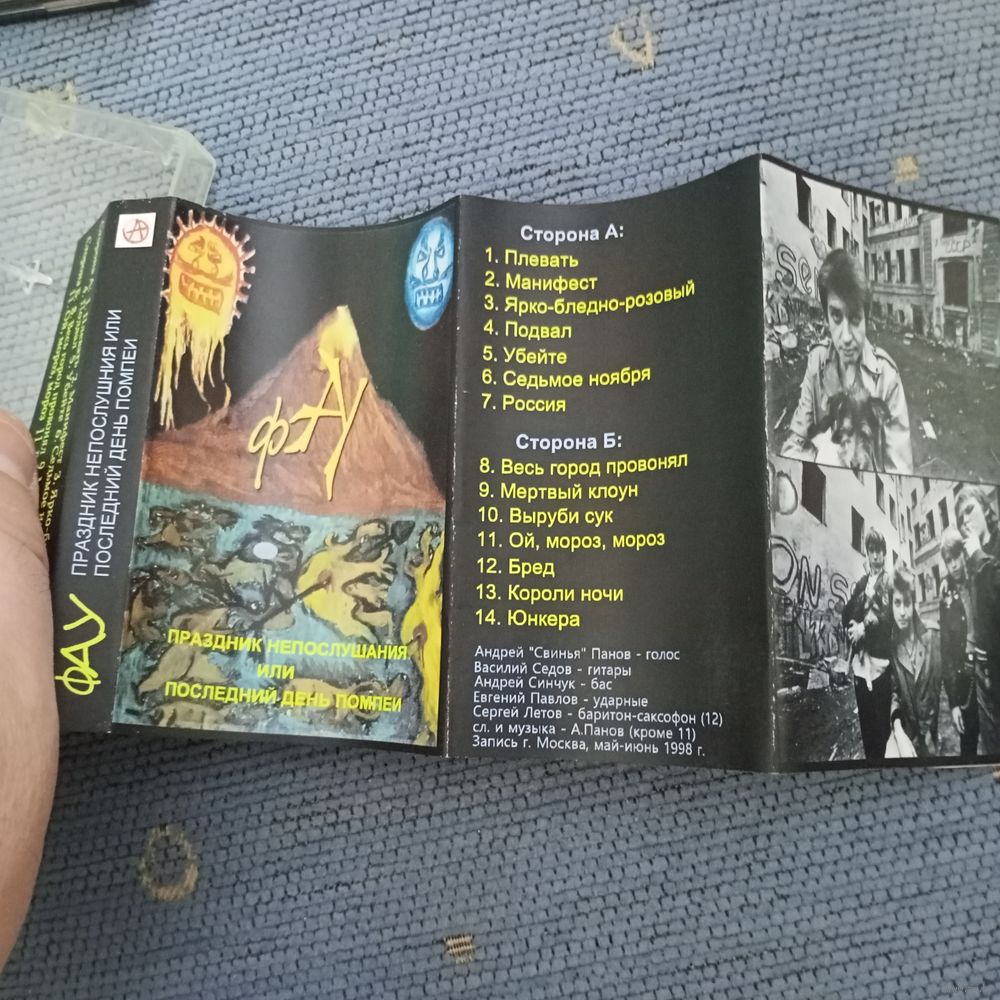 ФАУ
ПРАЗДНИК НЕПОСЛУШНИЯ ИЛИ
ПОСЛЕДНИЙ ДЕНЬ ПОМПЕИ
фАУ
ПРАЗДНИК НЕПОСЛУШАНИЯ
ИЛИ
ПОСЛЕДНИЙ ДЕНЬ ПОМПЕИ
Сторона А:
1. Плевать
2. Манифест
3. Ярко-бледно-розовый
4. Подвал
5. Убейте
6. Седьмое ноября
7. Россия
Сторона Б:
8. Весь город провонял
9. Мертвый клоун
10. Выруби сук
11. Ой, мороз, мороз
12. Бред
13. Короли ночи
14. Юнкера
Андрей "Свинья" Панов - голос
Василий Седов - гитары
Андрей Синчук - бас
Евгений Павлов - ударные
Сергей Летов - баритон-саксофон (12)
сл. и музыка - А.Панов (кроме 11)
Запись г. Москва, май-июнь 1998 г.